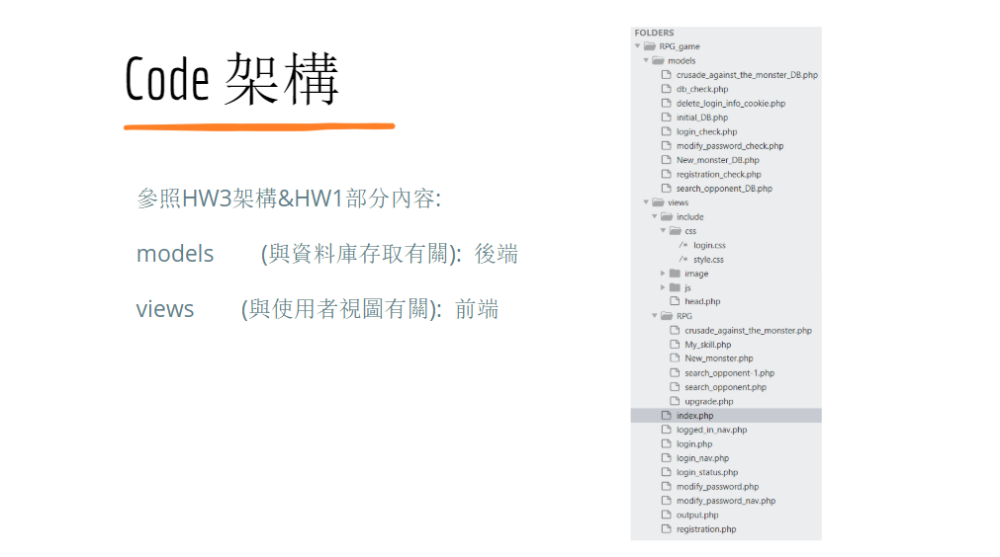 Code 架構
參照HW3架構&HW1部分內容:
models (與資料庫存取有關): 後端
views (與使用者視圖有關): 前端
FOLDERS
RPG_game
models
crusade_against_the_monster_DB.php
db_check.php
delete_login_info_cookie.php
initial_DB.php
login_check.php
modify_password_check.php
New_monster_DB.php
registration_check.php
search_opponent_DB.php
views
include
css
/* login.css
/* style.css
image
js
head.php
RPG
crusade_against_the_monster.php
My_skill.php
New_monster.php
search_opponent-1.php
search_opponent.php
upgrade.php
index.php
logged_in_nav.php
login.php
login_nav.php
login_status.php
modify_password.php
modify_password_nav.php
output.php
registration.php